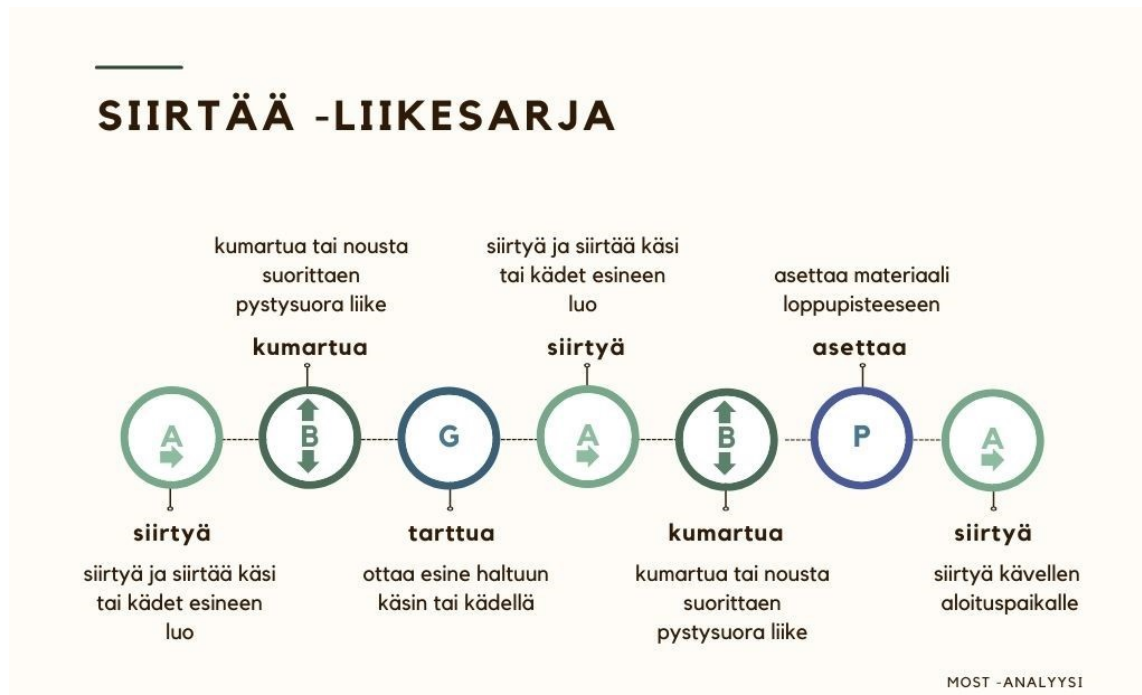 SIIRTÄÄ -LIIKESARJA
kumartua tai nousta
suorittaen
pystysuora liike
kumartua
siirtyä ja siirtää käsi
tai kädet esineen
luo
siirtyä
asettaa materiaali
loppupisteeseen
asettaa
A
B
G
A
B
P
A
siirtyä
siirtyä ja siirtää käsi
tai kädet esineen
luo
tarttua
ottaa esine haltuun
käsin tai kädellä
kumartua
kumartua tai nousta
suorittaen
pystysuora liike
siirtyä
siirtyä kävellen
aloituspaikalle
MOST -ANALYYSI